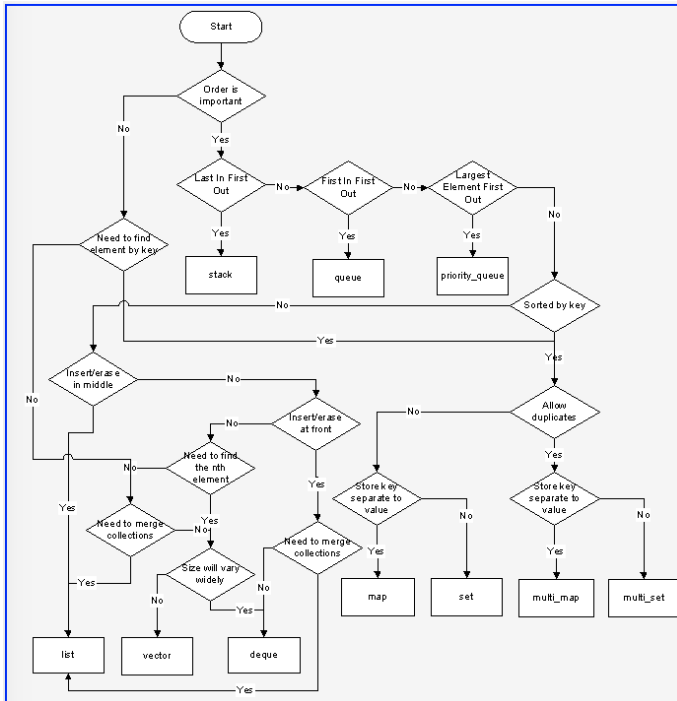 Start
Order is
important
No
Yes
Last In First
Out
No
First In First
Out
No
Largest
Element First
Out
No
Need to find
element by key
Yes
Yes
Yes
stack
queue
priority_queue
Sorted by key
No
Yes
Yes
Insert/erase
in middle
No
No
Insert/erase
at front
No
Allow
duplicates
No
Yes
Need to find
the nth
element
No
No
Store key
separate to
value
Store key
separate to
value
Yes
Yes
No
No
Need to merge
collections
No
Need to merge
collections
Yes
Yes
Size will vary
widely
No
Yes
No
Yes
Yes
map
set
multi_map
multi_set
list
vector
deque
Yes